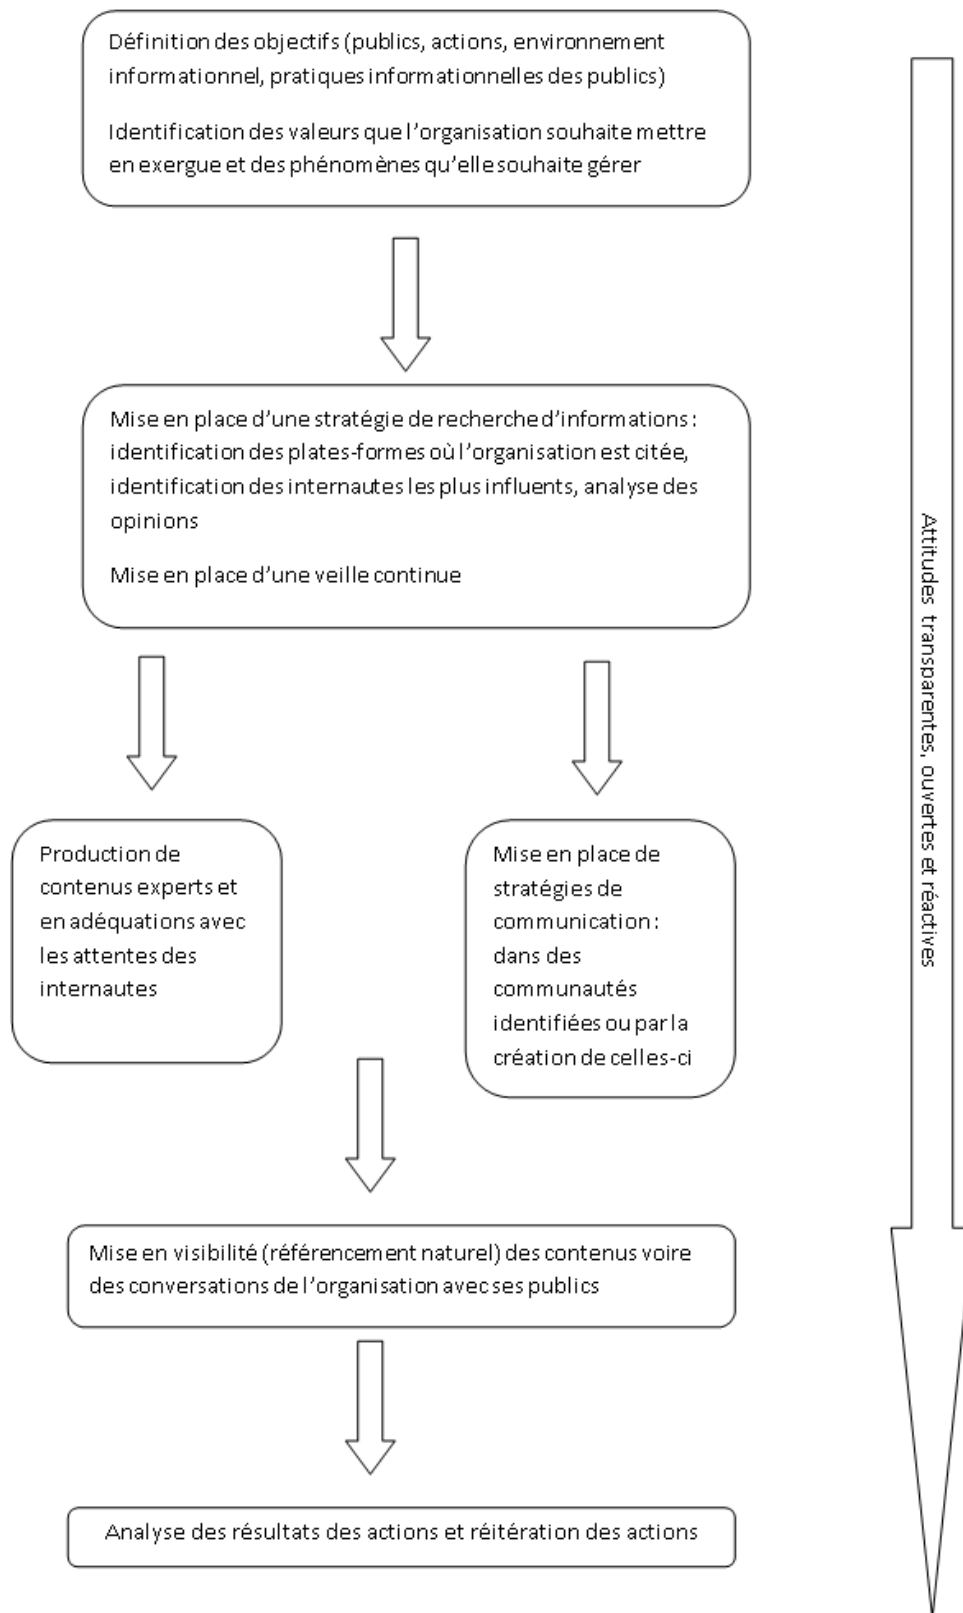 Définition des objectifs (publics, actions, environnement
informationnel, pratiques informationnelles des publics)
Identification des valeurs que l'organisation souhaite mettre
en exergue et des phénomènes qu'elle souhaite gérer
Mise en place d'une stratégie de recherche d'informations :
identification des plates-formes où l'organisation est citée,
identification des internautes les plus influents, analyse des
opinions
Mise en place d'une veille continue
Production de
contenus experts et
en adéquations avec
les attentes des
internautes
Mise en place de
stratégies de
communication :
dans des
communautés
identifiées ou par la
création de celles-ci
Mise en visibilité (référencement naturel) des contenus voire
des conversations de l'organisation avec ses publics
Analyse des résultats des actions et réitération des actions
Attitudes transparentes, ouvertes et réactives